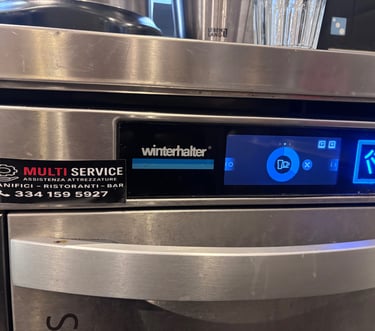 winterhalter®
MULTI SERVICE
ASSISTENZA ATTREZZATURE
ANIFICI - RISTORANTI - BAR
334 159 5927
S